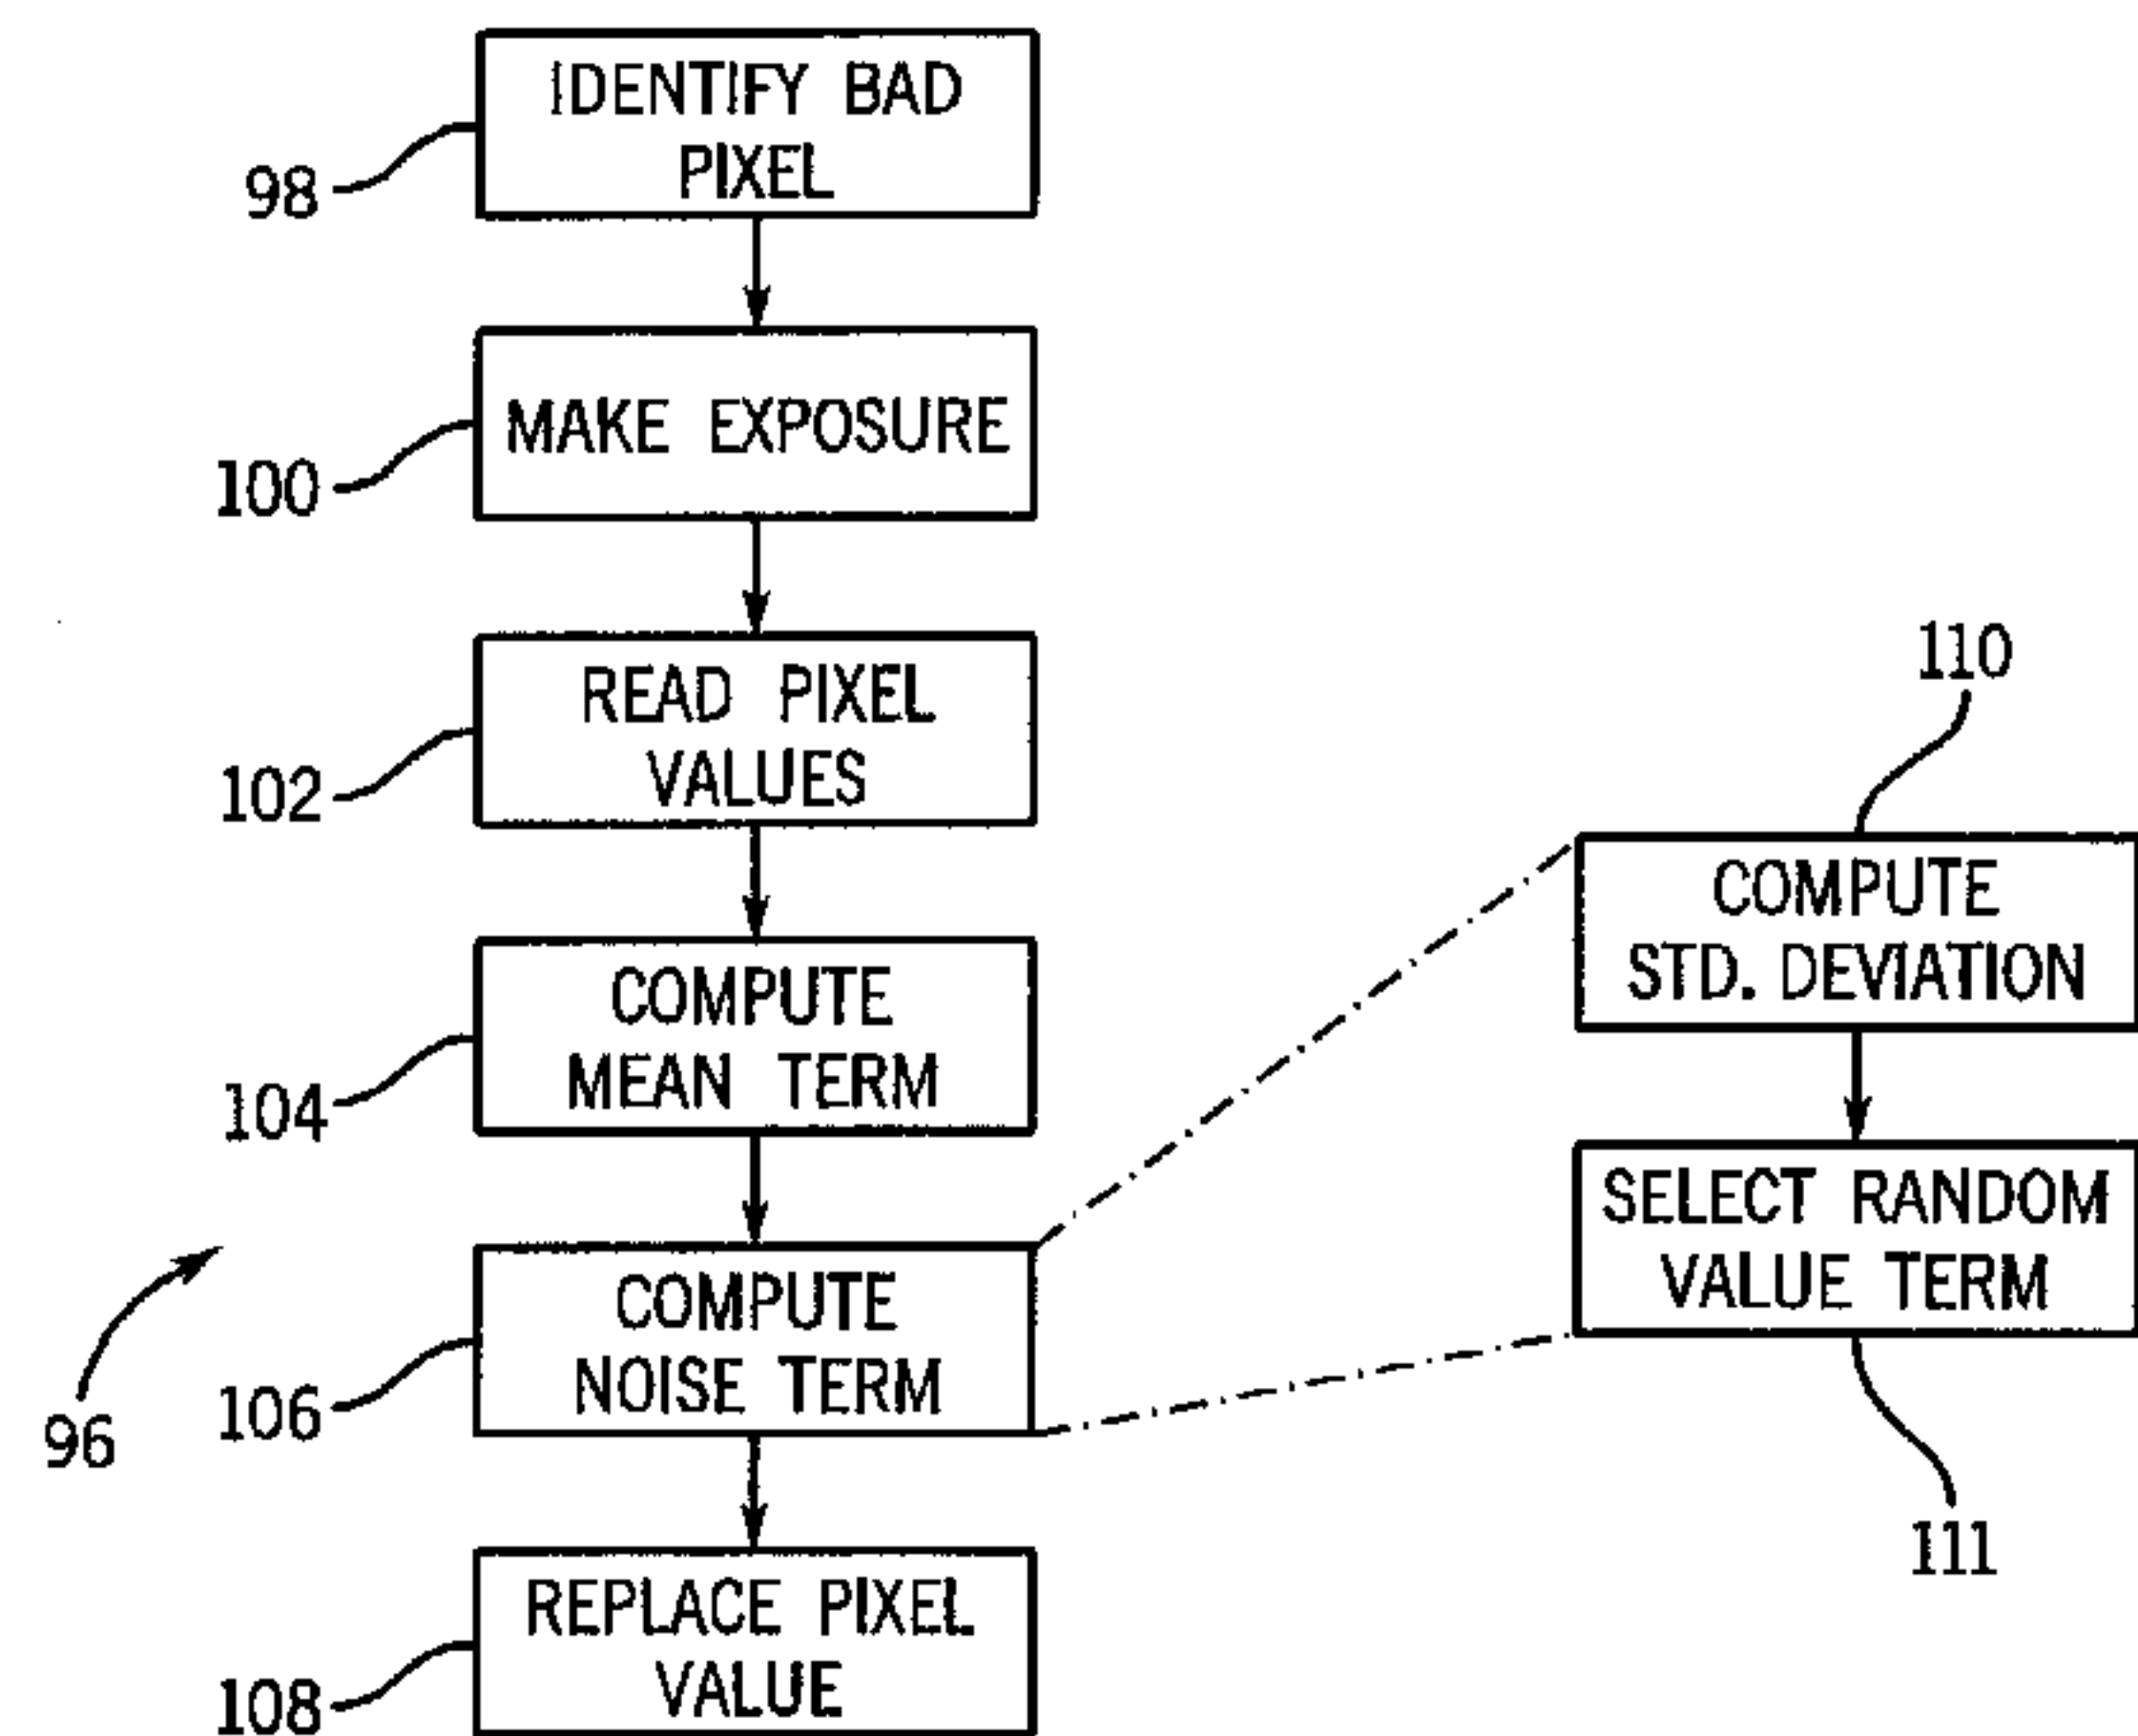 IDENTIFY BAD
PIXEL
98
MAKE EXPOSURE
100
READ PIXEL
VALUES
102
COMPUTE
MEAN TERM
104
COMPUTE
NOISE TERM
106
96
REPLACE PIXEL
VALUE
108
110
COMPUTE
STD. DEVIATION
SELECT RANDOM
VALUE TERM
111